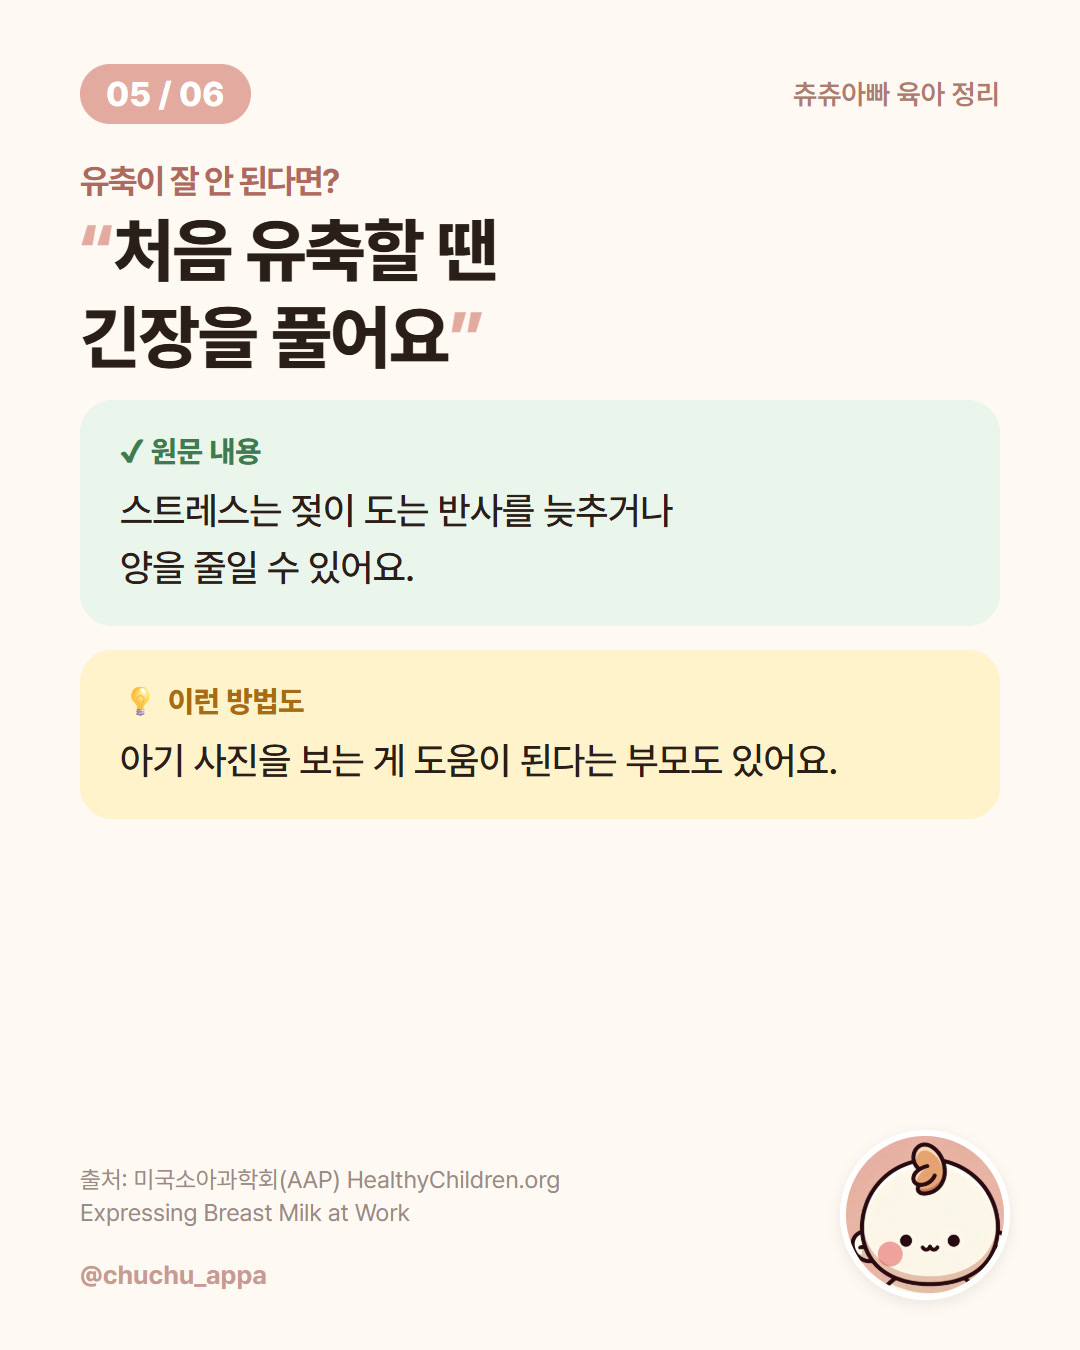 05 / 06
츄츄아빠 육아 정리
유축이 잘 안 된다면?
“처음 유축할 땐
긴장을 풀어요”
✔ 원문 내용
스트레스는 젖이 도는 반사를 늦추거나
양을 줄일 수 있어요.
💡 이런 방법도
아기 사진을 보는 게 도움이 된다는 부모도 있어요.
출처: 미국소아과학회(AAP) HealthyChildren.org
Expressing Breast Milk at Work
@chuchu_appa